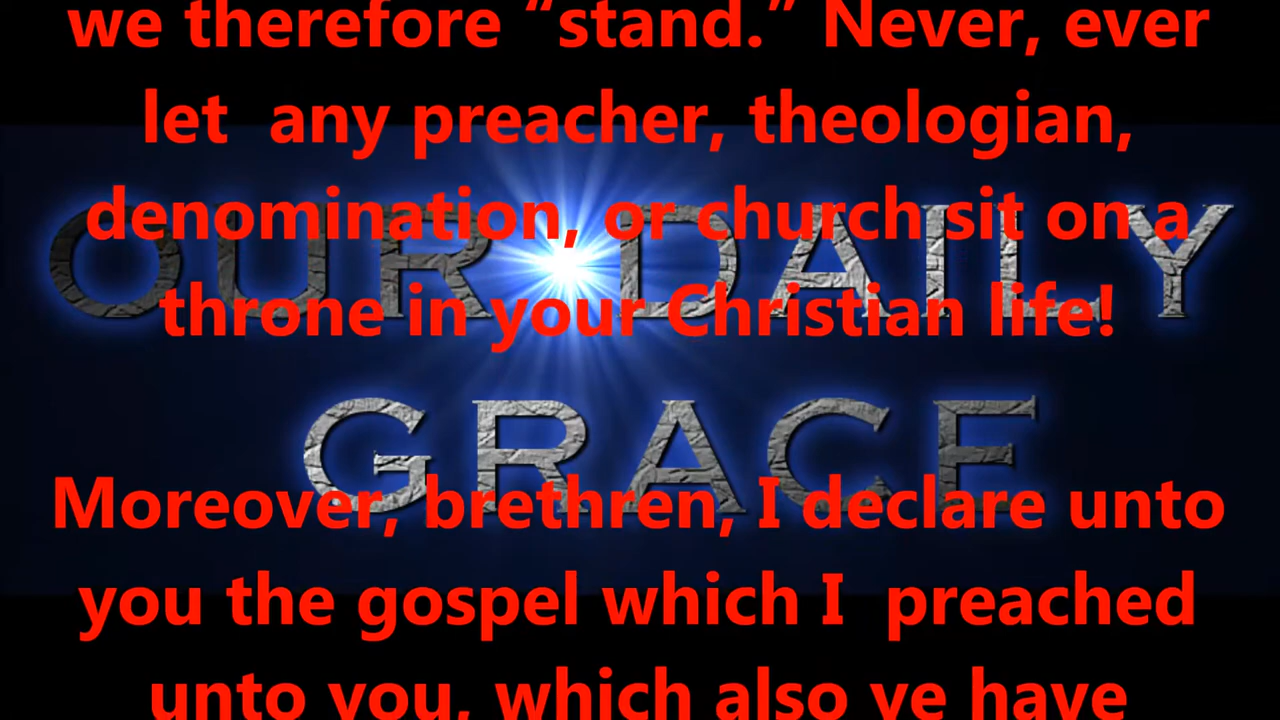 we therefore “stand.” Never, ever
let any preacher, theologian,
denomination, or church sit on a
throne in your Christian life!
OUR DAILY
GRACE
Moreover, brethren, I declare unto
you the gospel which I preached
unto you, which also ye have